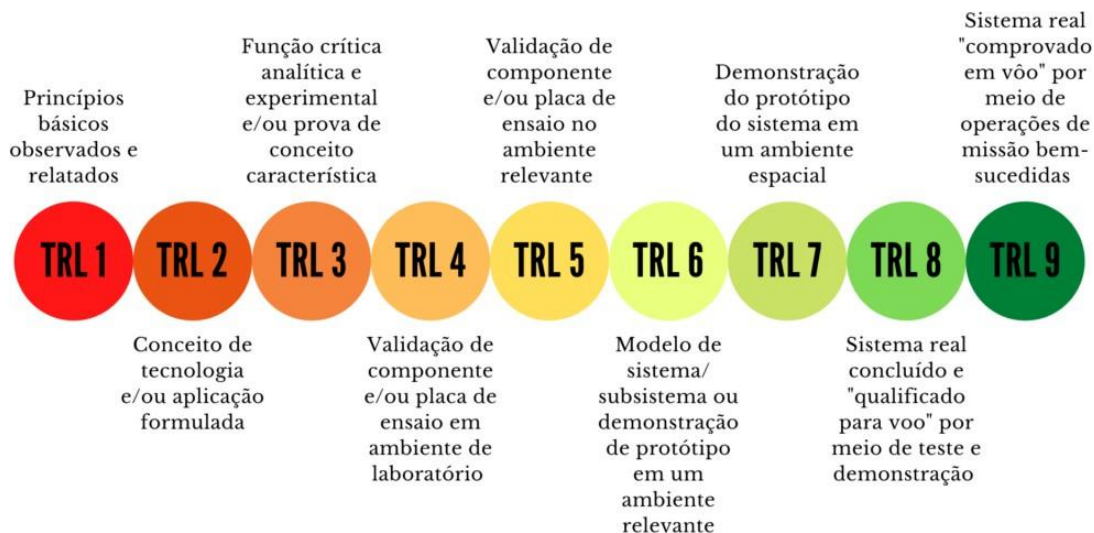 Princípios
básicos
observados e
relatados
TRL 1
TRL 2
Conceito de
tecnologia
e/ou aplicação
formulada
Função crítica
analítica e
experimental
e/ou prova de
conceito
característica
TRL 3
TRL 4
Validação de
componente
e/ou placa de
ensaio em
ambiente de
laboratório
Validação de
componente
e/ou placa de
ensaio no
ambiente
relevante
TRL 5
TRL 6
Modelo de
sistema/
subsistema ou
demonstração
de protótipo
em um
ambiente
relevante
Demonstração
do protótipo
do sistema em
um ambiente
espacial
TRL 7
TRL 8
Sistema real
concluído e
"qualificado
para voo" por
meio de teste e
demonstração
Sistema real
"comprovado
em vôo" por
meio de
operações de
missão bem-
sucedidas
TRL 9